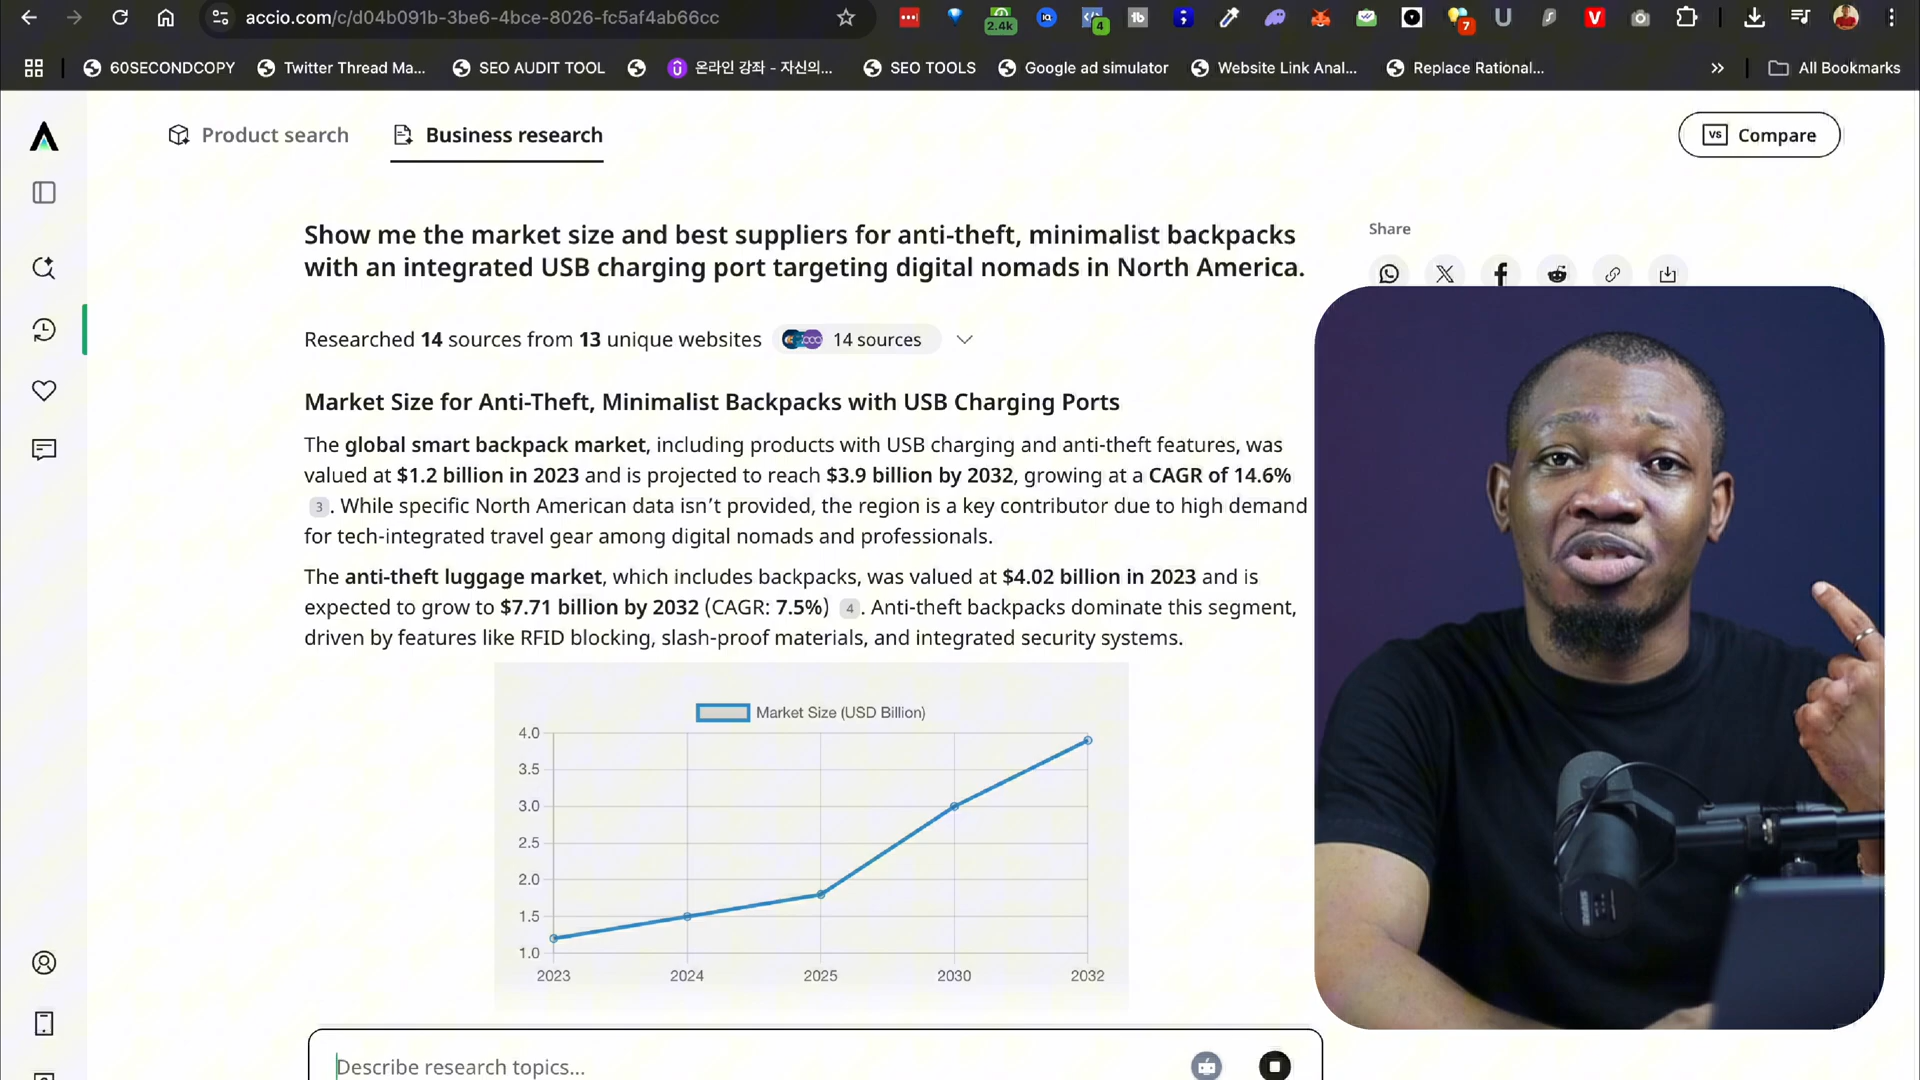 accio.com/c/d04b091b-3be6-4bce-8026-fc5af4ab66cc
2.4k
4
7
60SECONDCOPY
Twitter Thread Ma...
SEO AUDIT TOOL
온라인 강좌 - 자신의...
SEO TOOLS
Google ad simulator
Website Link Anal...
Replace Rational...
All Bookmarks
Product search
Business research
VS Compare
Show me the market size and best suppliers for anti-theft, minimalist backpacks
with an integrated USB charging port targeting digital nomads in North America.
Share
Researched 14 sources from 13 unique websites
14 sources
Market Size for Anti-Theft, Minimalist Backpacks with USB Charging Ports
The global smart backpack market, including products with USB charging and anti-theft features, was
valued at $1.2 billion in 2023 and is projected to reach $3.9 billion by 2032, growing at a CAGR of 14.6%
3. While specific North American data isn't provided, the region is a key contributor due to high demand
for tech-integrated travel gear among digital nomads and professionals.
The anti-theft luggage market, which includes backpacks, was valued at $4.02 billion in 2023 and is
expected to grow to $7.71 billion by 2032 (CAGR: 7.5%) 4. Anti-theft backpacks dominate this segment,
driven by features like RFID blocking, slash-proof materials, and integrated security systems.
Market Size (USD Billion)
4.0
3.5
3.0
2.5
2.0
1.5
1.0
2023 2024 2025 2030 2032
Describe research topics...